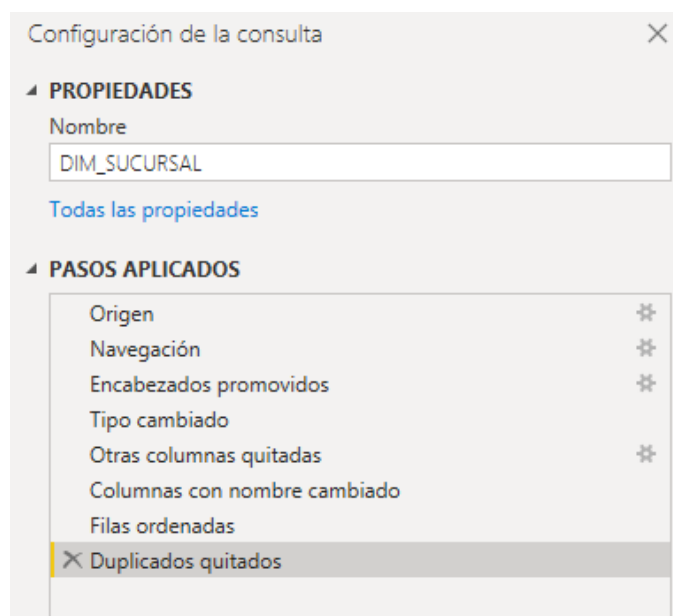 Configuración de la consulta
PROPIEDADES
Nombre
DIM_SUCURSAL
Todas las propiedades
PASOS APLICADOS
Origen
Navegación
Encabezados promovidos
Tipo cambiado
Otras columnas quitadas
Columnas con nombre cambiado
Filas ordenadas
Duplicados quitados